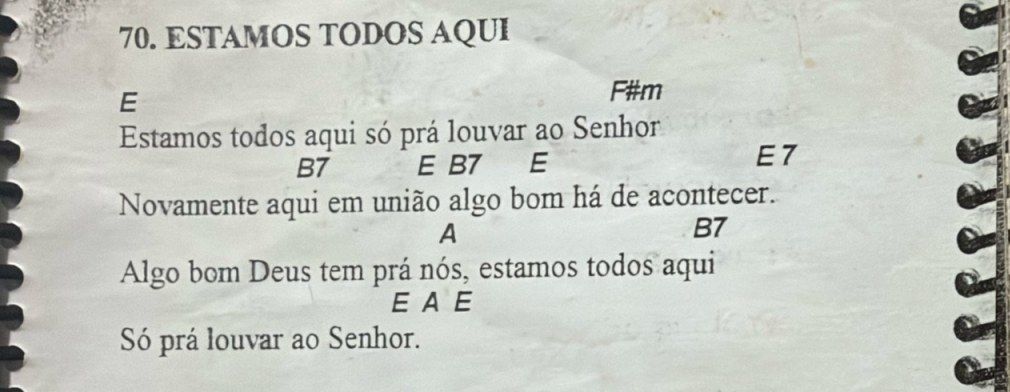 70. ESTAMOS TODOS AQUI
E F#m
Estamos todos aqui só prá louvar ao Senhor
B7 E B7 E E 7
Novamente aqui em união algo bom há de acontecer.
A B7
Algo bom Deus tem prá nós, estamos todos aqui
E A E
Só prá louvar ao Senhor.